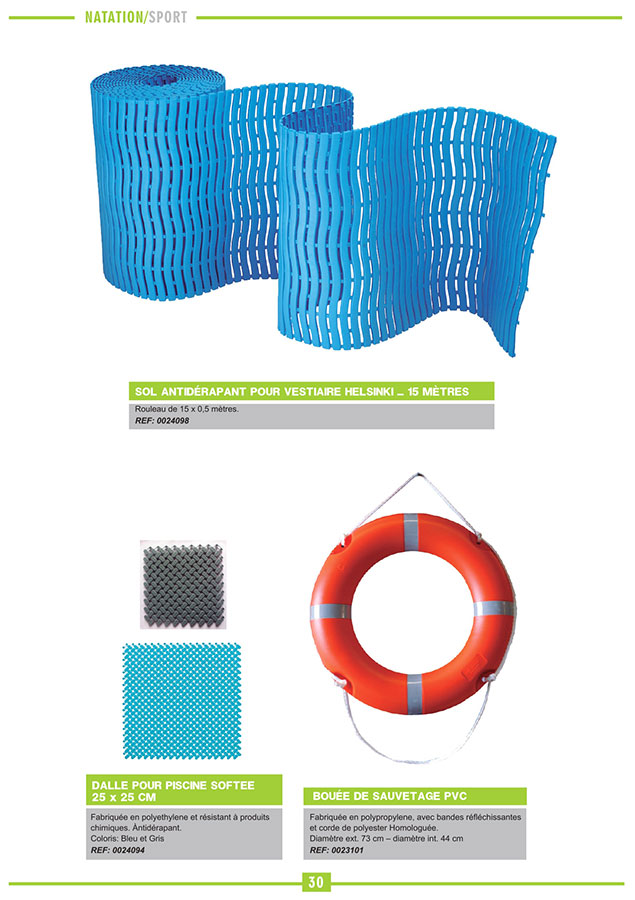 NATATION/SPORT
SOL ANTIDÉRAPANT POUR VESTIAIRE HELSINKI _ 15 MÈTRES
Rouleau de 15 x 0,5 mètres.
REF: 0024098
DALLE POUR PISCINE SOFTEE
25 x 25 CM
Fabriquée en polyethylene et résistant à produits
chimiques. Ántidérapant.
Coloris: Bleu et Gris
REF: 0024094
BOUÉE DE SAUVETAGE PVC
Fabriquée en polypropylene, avec bandes réfléchissantes
et corde de polyester Homologuée.
Diamètre ext. 73 cm – diamètre int. 44 cm
REF: 0023101
30